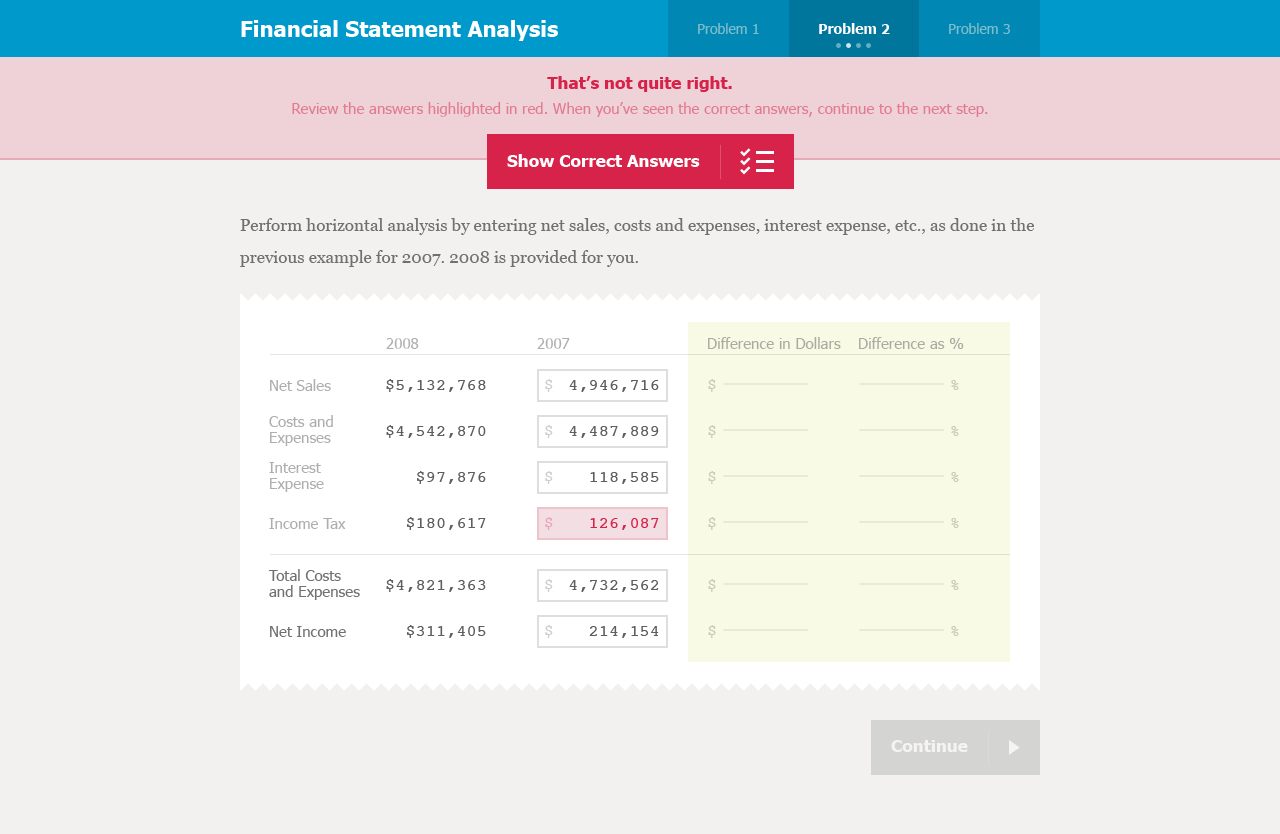 Financial Statement Analysis
Problem 1
Problem 2
Problem 3
That’s not quite right.
Review the answers highlighted in red. When you’ve seen the correct answers, continue to the next step.
Show Correct Answers
Perform horizontal analysis by entering net sales, costs and expenses, interest expense, etc., as done in the
previous example for 2007. 2008 is provided for you.
2008 2007 Difference in Dollars Difference as %
Net Sales $5,132,768 $ 4,946,716 $ %
Costs and
Expenses $4,542,870 $ 4,487,889 $ %
Interest
Expense $97,876 $ 118,585 $ %
Income Tax $180,617 $ 126,087 $ %
Total Costs
and Expenses $4,821,363 $ 4,732,562 $ %
Net Income $311,405 $ 214,154 $ %
Continue